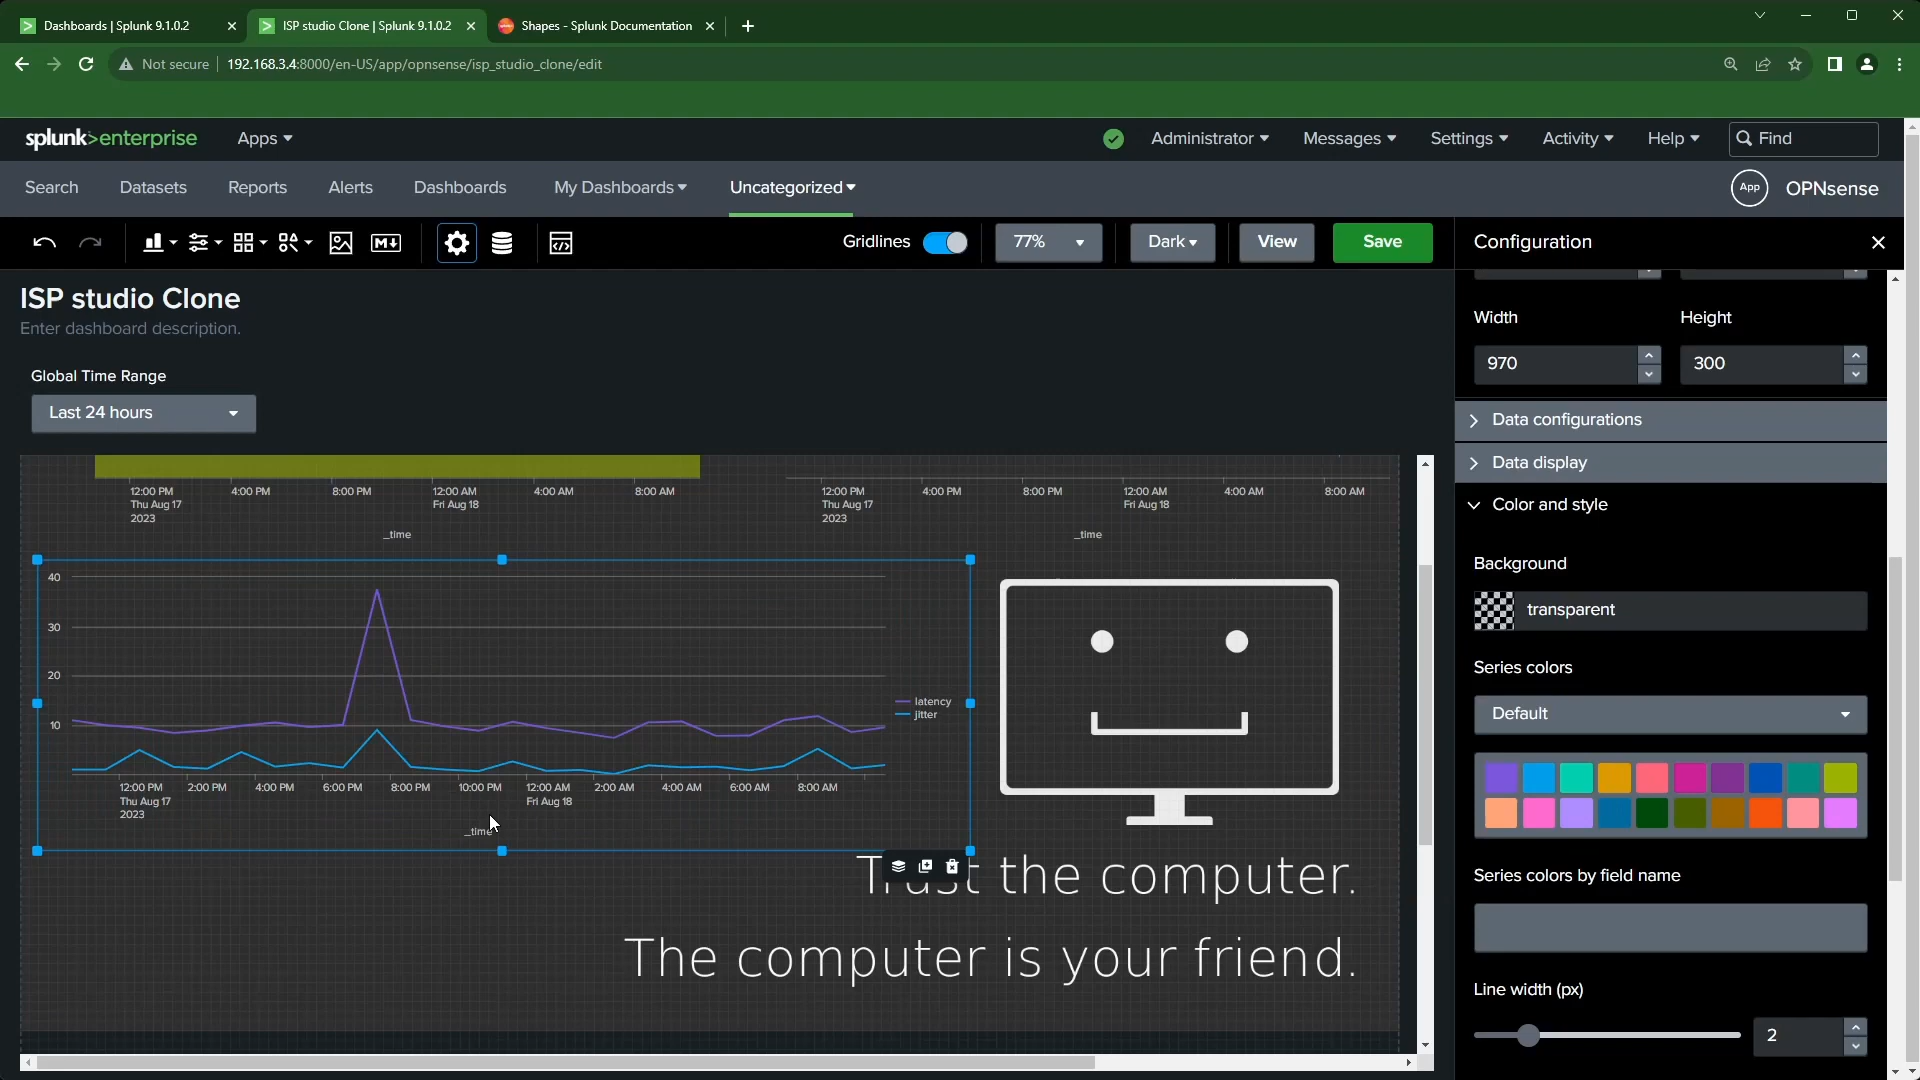 Dashboards | Splunk 9.1.0.2
ISP studio Clone | Splunk 9.1.0.2
Shapes - Splunk Documentation
Not secure
192.168.3.4:8000/en-US/app/opnsense/isp_studio_clone/edit
splunk>enterprise
Apps
Administrator
Messages
Settings
Activity
Help
Find
Search
Datasets
Reports
Alerts
Dashboards
My Dashboards
Uncategorized
App
OPNsense
Gridlines
77%
Dark
View
Save
Configuration
ISP studio Clone
Enter dashboard description.
Global Time Range
Last 24 hours
12:00 PM 4:00 PM 8:00 PM 12:00 AM 4:00 AM 8:00 AM
Thu Aug 17 Fri Aug 18
2023
_time
12:00 PM 4:00 PM 8:00 PM 12:00 AM 4:00 AM 8:00 AM
Thu Aug 17 Fri Aug 18
2023
_time
40
30
20
10
latency
jitter
12:00 PM 2:00 PM 4:00 PM 6:00 PM 8:00 PM 10:00 PM 12:00 AM 2:00 AM 4:00 AM 6:00 AM 8:00 AM
Thu Aug 17 Fri Aug 18
2023
_time
Trust the computer.
The computer is your friend.
Width
Height
970
300
Data configurations
Data display
Color and style
Background
transparent
Series colors
Default
Series colors by field name
Line width (px)
2